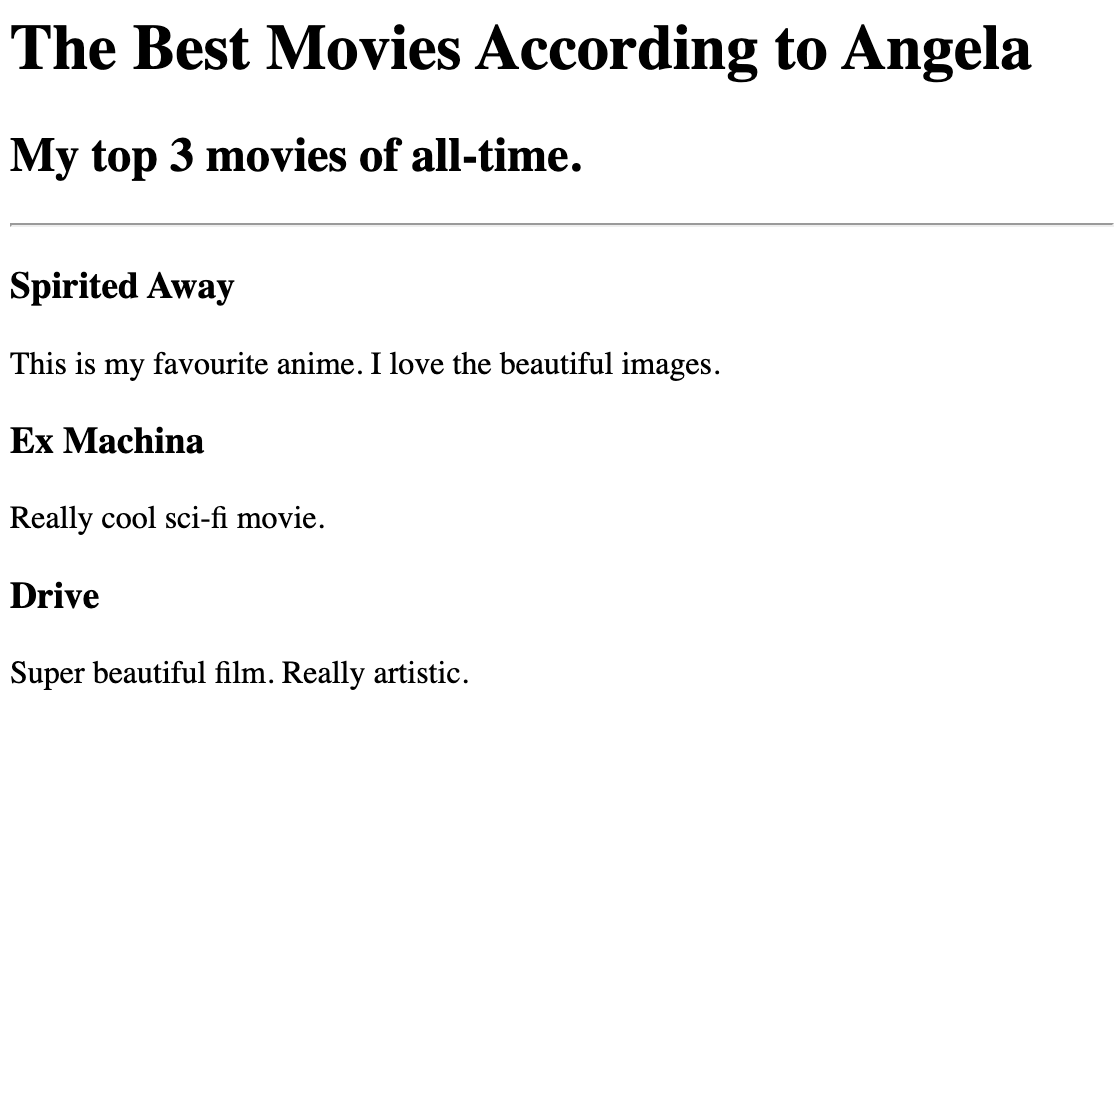 The Best Movies According to Angela
My top 3 movies of all-time.
Spirited Away
This is my favourite anime. I love the beautiful images.
Ex Machina
Really cool sci-fi movie.
Drive
Super beautiful film. Really artistic.